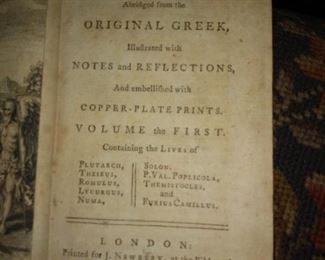 Abridged from the
ORIGINAL GREEK,
Illustrated with
NOTES and REFLECTIONS,
And embellished with
COPPER-PLATE PRINTS.
VOLUME the FIRST.
Containing the LIVES of
PLUTARCH, SOLON,
THESEUS, P. VAL. POPLICOLA,
ROMULUS, THEMISTOCLES,
LYCURGUS, and
NUMA, FURIUS CAMILLUS.
LONDON:
Printed for J. NEWBERY, at the